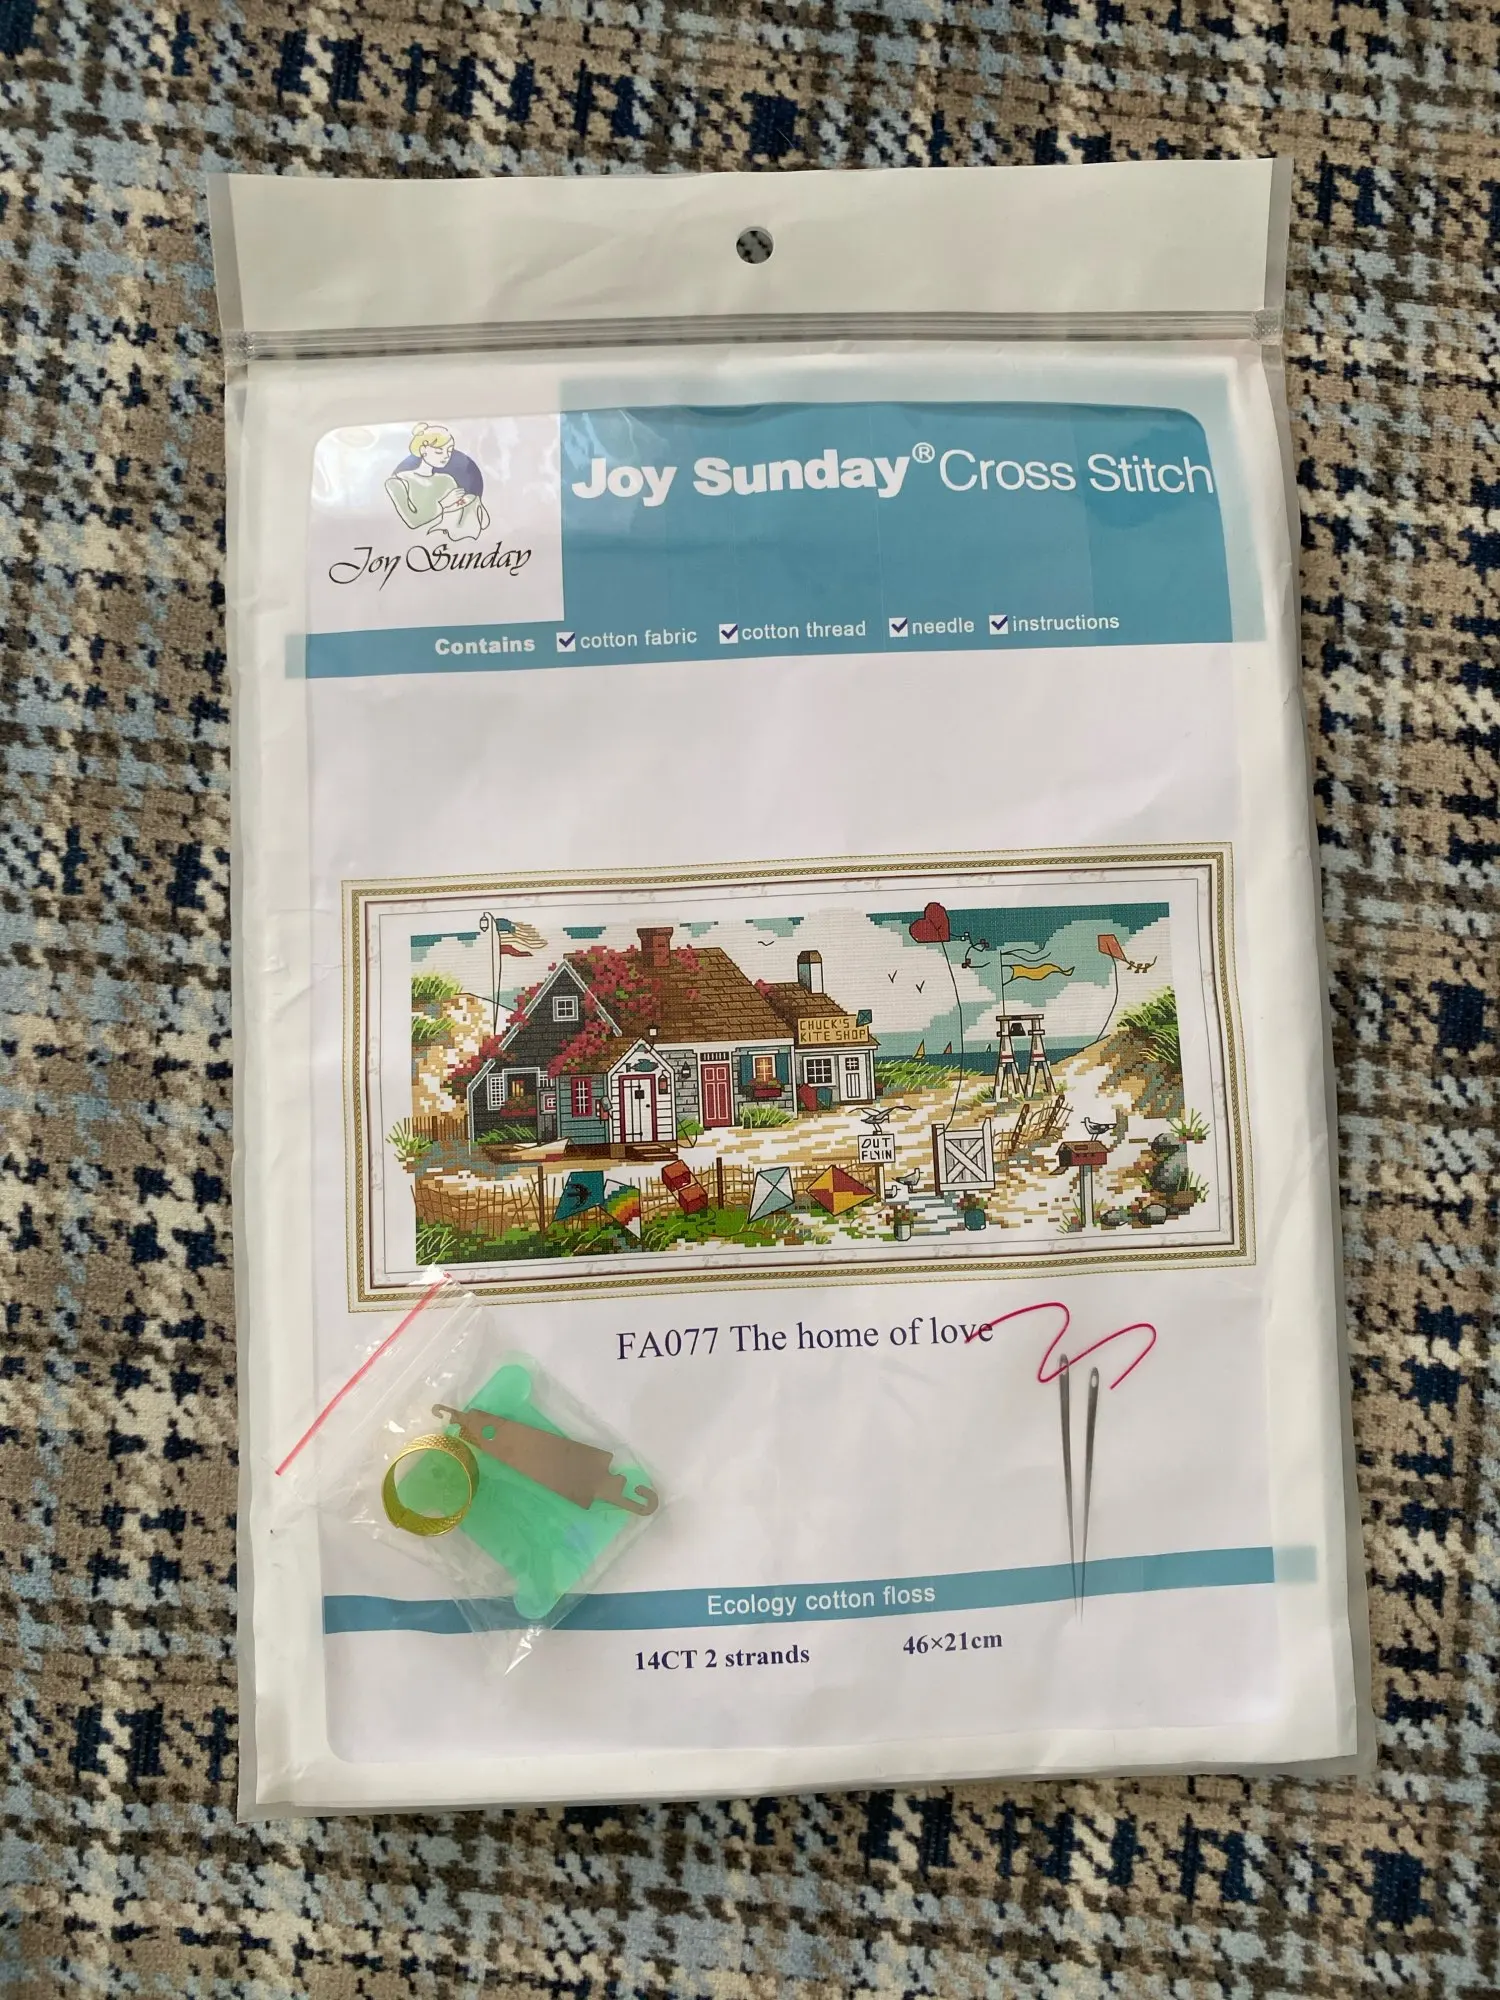 Joy Sunday
Joy Sunday® Cross Stitch
Contains cotton fabric cotton thread needle instructions
CHUCK'S
KITE SHOP
OUT
FLYIN
FA077 The home of love
Ecology cotton floss
14CT 2 strands 46×21cm